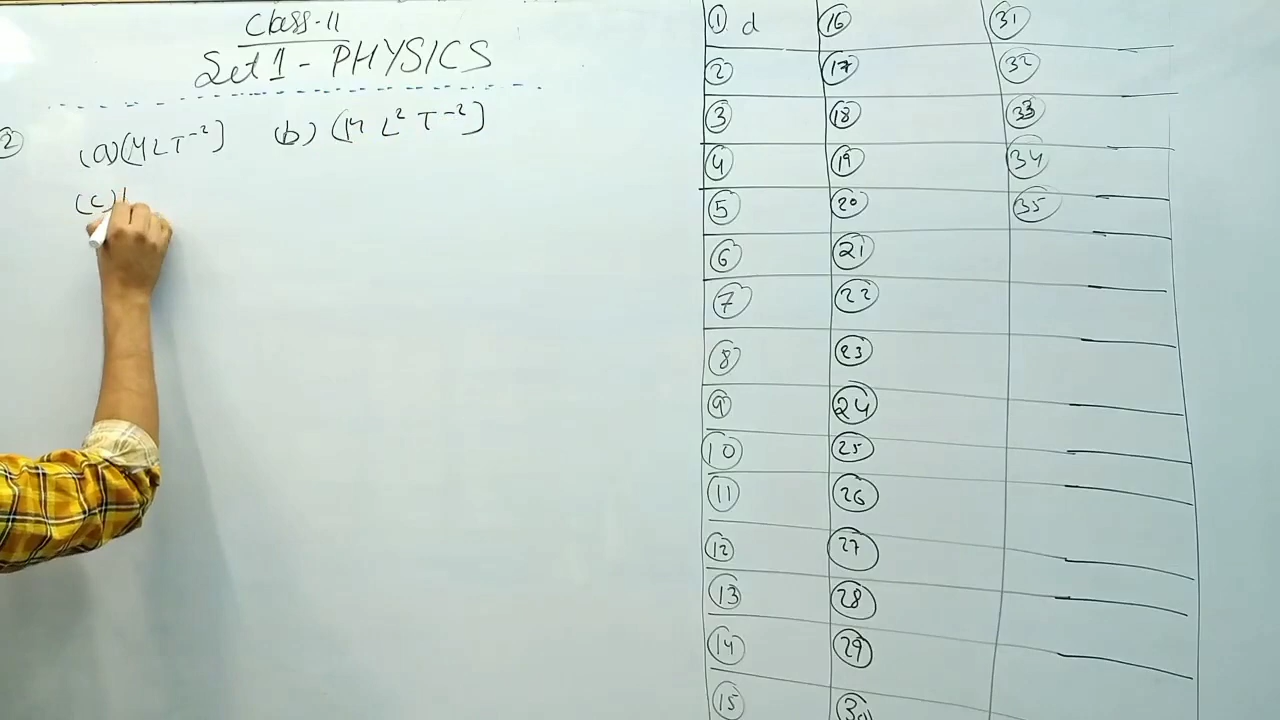 Class-11
Set 1 - PHYSICS
2 (a) [MLT⁻²] (b) [M L² T⁻²]
(c)
1 d 16 31
2 17 32
3 18 33
4 19 34
5 20 35
6 21
7 22
8 23
9 24
10 25
11 26
12 27
13 28
14 29
15 30